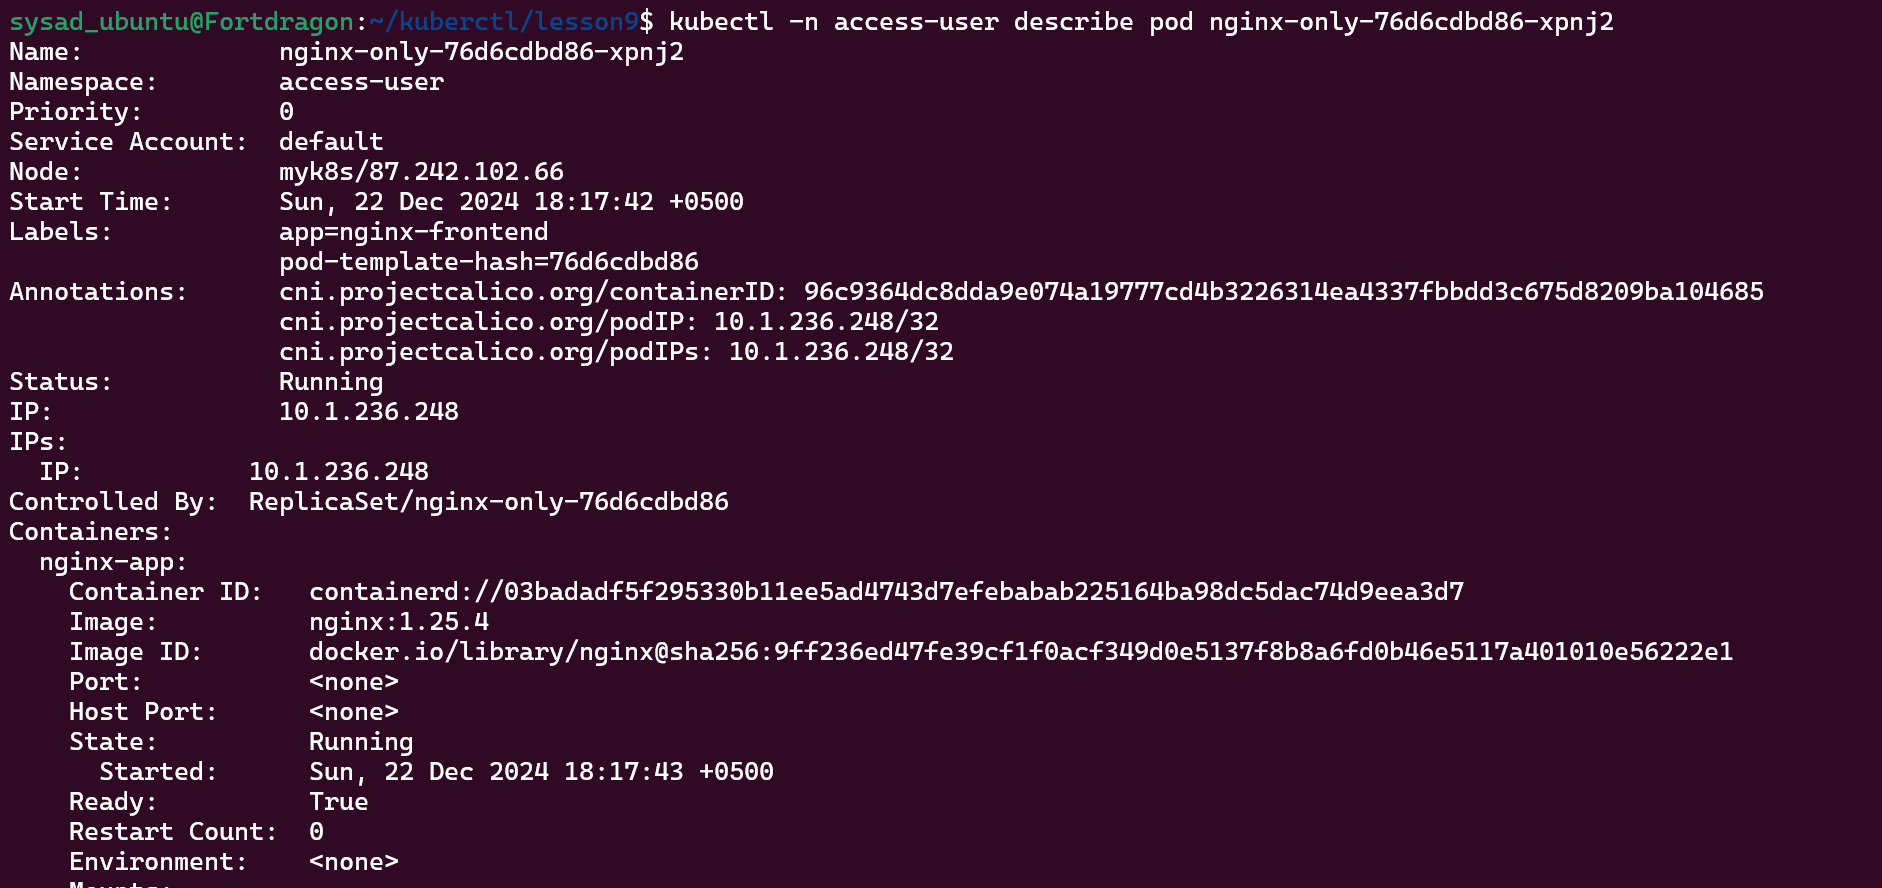 sysad_ubuntu@Fortdragon:~/kuberctl/lesson9$ kubectl -n access-user describe pod nginx-only-76d6cdbd86-xpnj2
Name:             nginx-only-76d6cdbd86-xpnj2
Namespace:        access-user
Priority:         0
Service Account:  default
Node:             myk8s/87.242.102.66
Start Time:       Sun, 22 Dec 2024 18:17:42 +0500
Labels:           app=nginx-frontend
                  pod-template-hash=76d6cdbd86
Annotations:      cni.projectcalico.org/containerID: 96c9364dc8dda9e074a19777cd4b3226314ea4337fbbdd3c675d8209ba104685
                  cni.projectcalico.org/podIP: 10.1.236.248/32
                  cni.projectcalico.org/podIPs: 10.1.236.248/32
Status:           Running
IP:               10.1.236.248
IPs:
  IP:           10.1.236.248
Controlled By:  ReplicaSet/nginx-only-76d6cdbd86
Containers:
  nginx-app:
    Container ID:   containerd://03badadf5f295330b11ee5ad4743d7efebabab225164ba98dc5dac74d9eea3d7
    Image:          nginx:1.25.4
    Image ID:       docker.io/library/nginx@sha256:9ff236ed47fe39cf1f0acf349d0e5137f8b8a6fd0b46e5117a401010e56222e1
    Port:           <none>
    Host Port:      <none>
    State:          Running
      Started:      Sun, 22 Dec 2024 18:17:43 +0500
    Ready:          True
    Restart Count:  0
    Environment:    <none>
    Mounts: